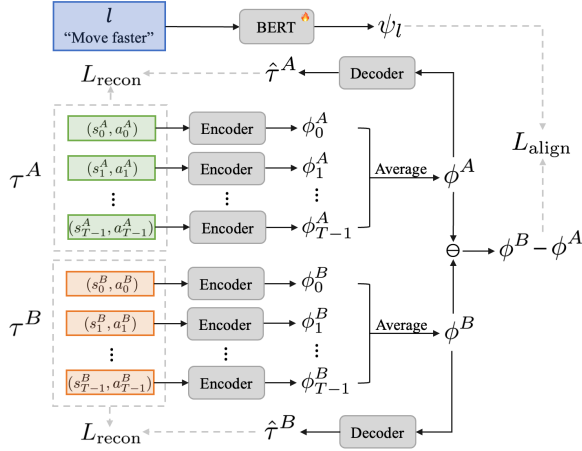 l
“Move faster”
BERT
ψ_l
L_recon
τ̂^A
Decoder
τ^A
(s_0^A, a_0^A)
Encoder
ϕ_0^A
(s_1^A, a_1^A)
Encoder
ϕ_1^A
⋮
⋮
⋮
(s_{T−1}^A, a_{T−1}^A)
Encoder
ϕ_{T−1}^A
Average
ϕ^A
L_align
⊖
ϕ^B − ϕ^A
τ^B
(s_0^B, a_0^B)
Encoder
ϕ_0^B
(s_1^B, a_1^B)
Encoder
ϕ_1^B
⋮
⋮
⋮
(s_{T−1}^B, a_{T−1}^B)
Encoder
ϕ_{T−1}^B
Average
ϕ^B
L_recon
τ̂^B
Decoder